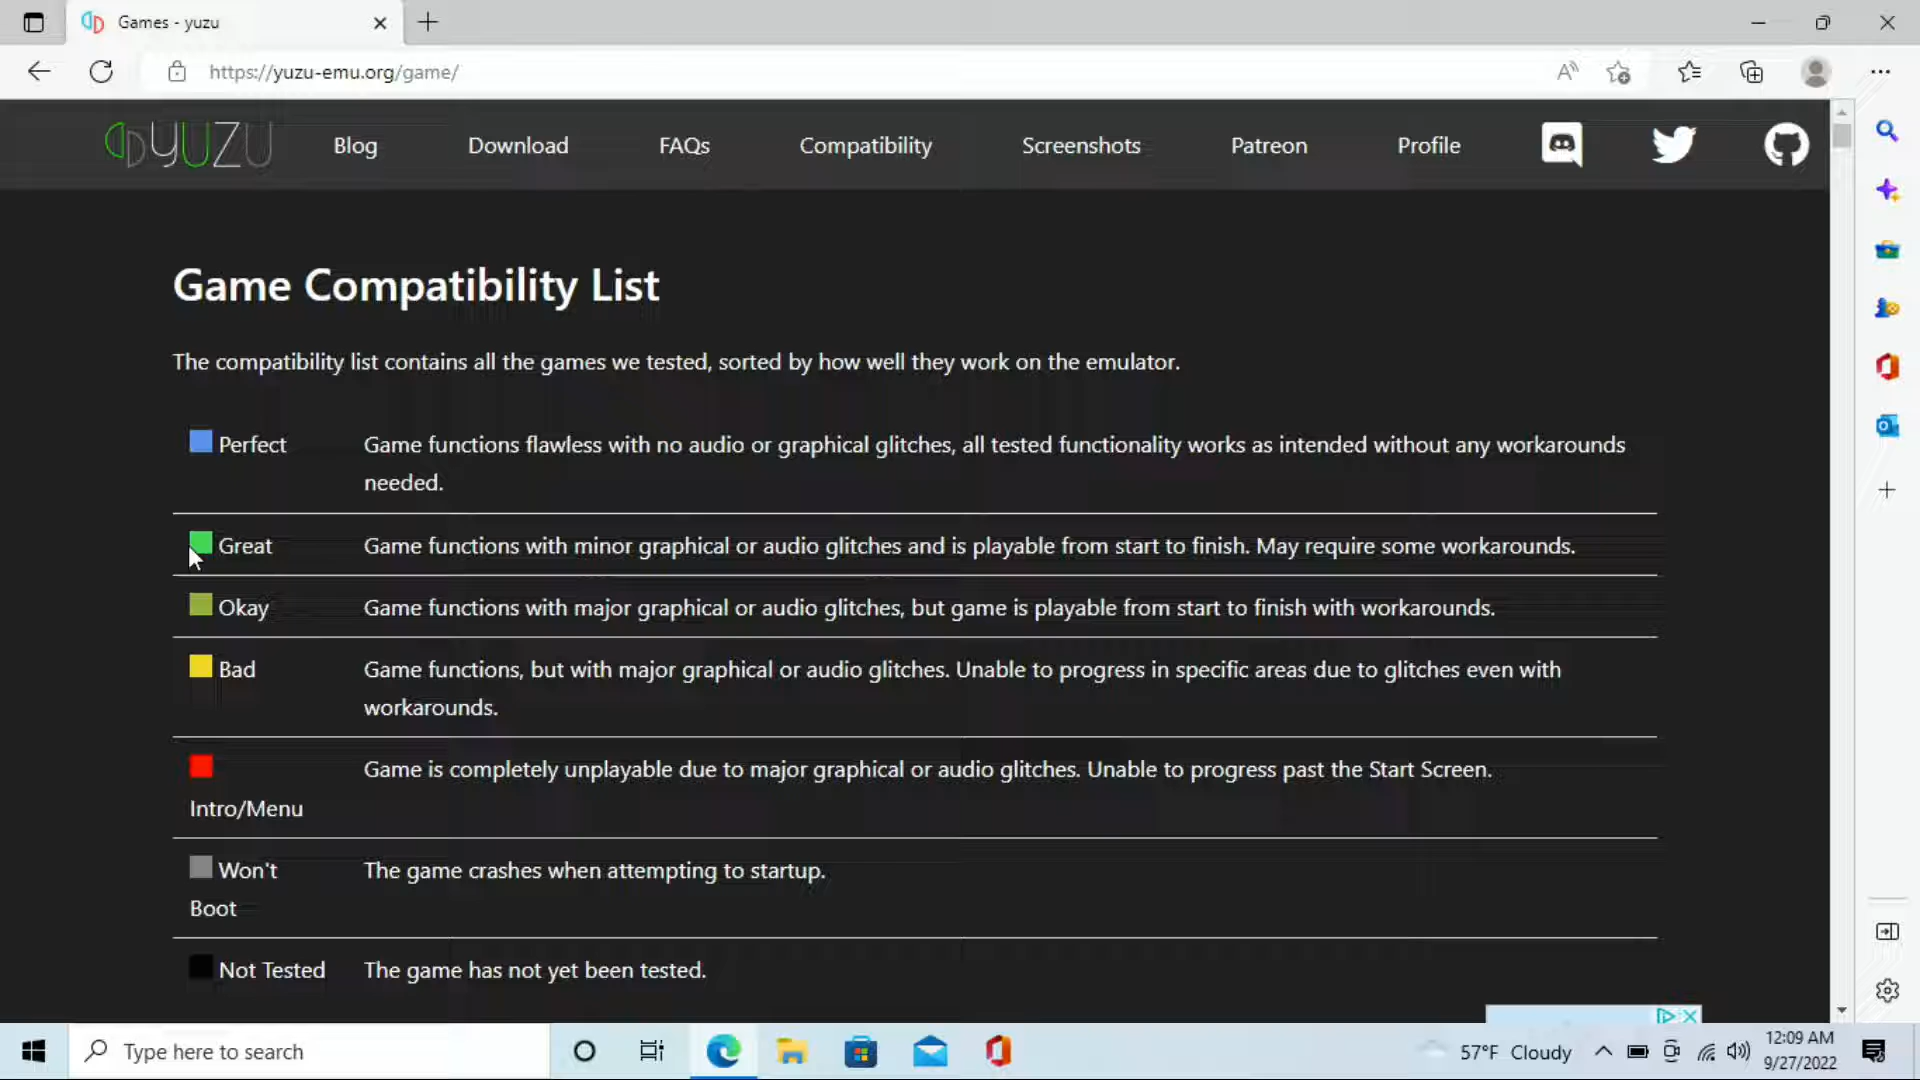 Games - yuzu
https://yuzu-emu.org/game/
YUZU
Blog
Download
FAQs
Compatibility
Screenshots
Patreon
Profile
Game Compatibility List
The compatibility list contains all the games we tested, sorted by how well they work on the emulator.
Perfect
Game functions flawless with no audio or graphical glitches, all tested functionality works as intended without any workarounds
needed.
Great
Game functions with minor graphical or audio glitches and is playable from start to finish. May require some workarounds.
Okay
Game functions with major graphical or audio glitches, but game is playable from start to finish with workarounds.
Bad
Game functions, but with major graphical or audio glitches. Unable to progress in specific areas due to glitches even with
workarounds.
Intro/Menu
Game is completely unplayable due to major graphical or audio glitches. Unable to progress past the Start Screen.
Won't
Boot
The game crashes when attempting to startup.
Not Tested
The game has not yet been tested.
Type here to search
57°F Cloudy
12:09 AM
9/27/2022